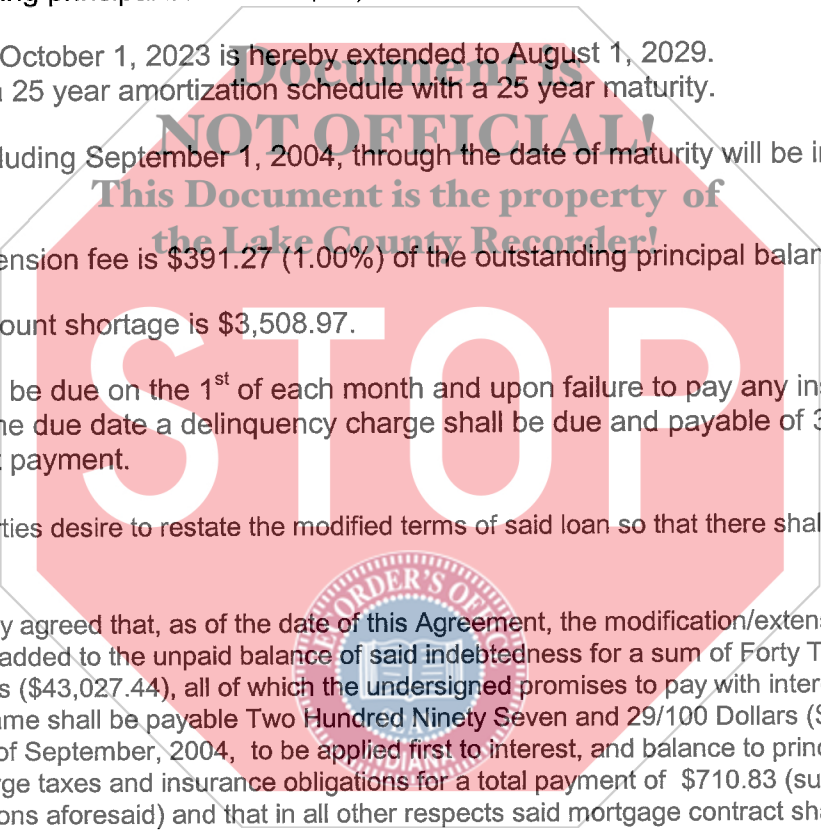 October 1, 2023 is hereby extended to August 1, 2029.
Document is
25 year amortization schedule with a 25 year maturity.
NOT OFFICIAL!
luding September 1, 2004, through the date of maturity will be
This Document is the property of
the Lake County Recorder!
ension fee is $391.27 (1.00%) of the outstanding principal balan
STOP
ount shortage is $3,508.97.
be due on the 1st of each month and upon failure to pay any ins
he due date a delinquency charge shall be due and payable of 3
payment.
rties desire to restate the modified terms of said loan so that there shal
RECORDER'S OFFIC
y agreed that, as of the date of this Agreement, the modification/extens
added to the unpaid balance of said indebtedness for a sum of Forty T
s ($43,027.44), all of which the undersigned promises to pay with inter
ame shall be payable Two Hundred Ninety Seven and 29/100 Dollars ($
of September, 2004, to be applied first to interest, and balance to princ
rge taxes and insurance obligations for a total payment of $710.83 (su
ons aforesaid) and that in all other respects said mortgage contract sha